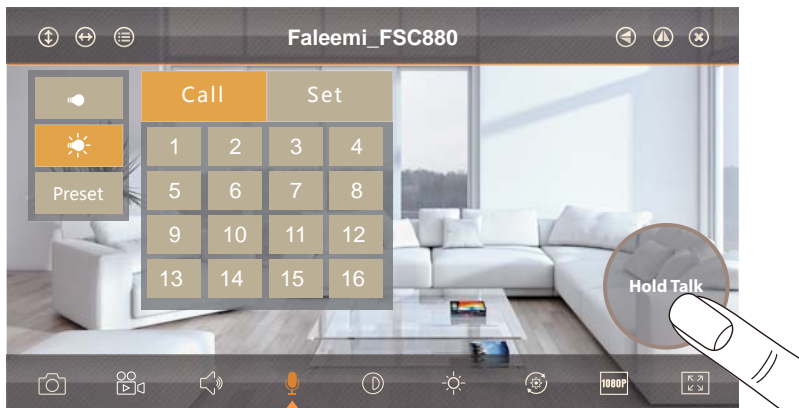 Faleemi_FSC880
Call Set
1 2 3 4
Preset 5 6 7 8
9 10 11 12
13 14 15 16
Hold Talk
1080P